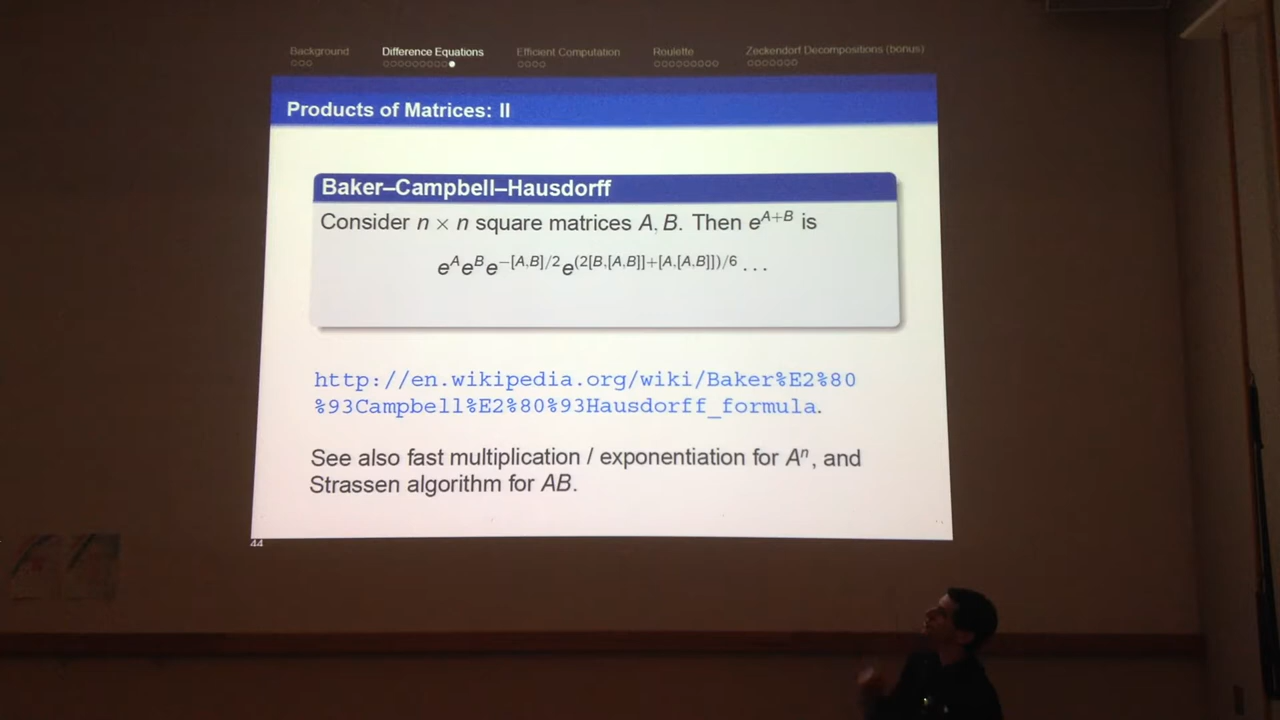 Background Difference Equations Efficient Computation Roulette Zeckendorf Decompositions (bonus)
Products of Matrices: II
Baker–Campbell–Hausdorff
Consider n × n square matrices A, B. Then e^{A+B} is
e^A e^B e^{-[A,B]/2} e^{(2[B,[A,B]]+[A,[A,B]])/6} ...
http://en.wikipedia.org/wiki/Baker%E2%80
%93Campbell%E2%80%93Hausdorff_formula.
See also fast multiplication / exponentiation for A^n, and
Strassen algorithm for AB.
44